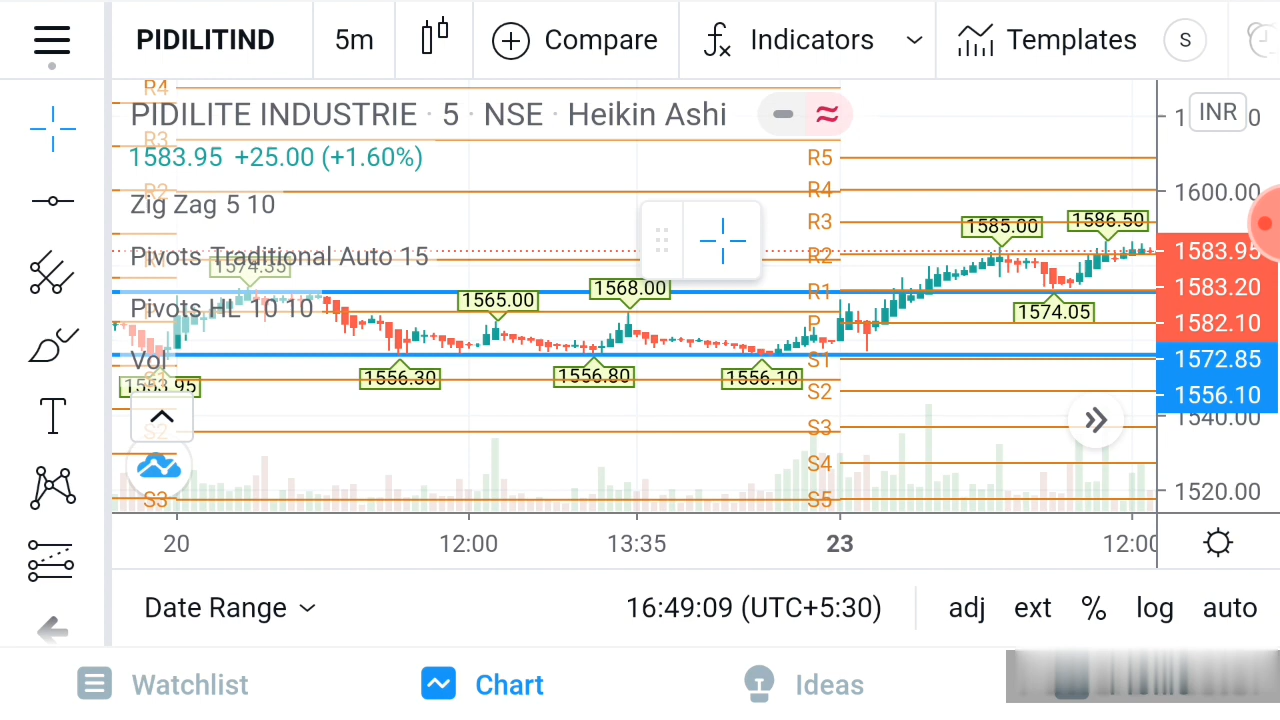 PIDILITIND 5m Compare Indicators Templates S
R4
PIDILITE INDUSTRIE · 5 · NSE · Heikin Ashi INR
R3
1583.95 +25.00 (+1.60%) R5
R2 R4 1600.00
Zig Zag 5 10
R3 1585.00 1586.50
Pivots Traditional Auto 15 R2 1583.95
1574.35
1568.00 R1 1583.20
Pivots HL 10 10 1565.00 1574.05
P 1582.10
Vol S1 1572.85
1553.95 1556.30 1556.80 1556.10 S2 1556.10
1540.00
S2 S3
S4
S3 S5 1520.00
20 12:00 13:35 23 12:00
Date Range 16:49:09 (UTC+5:30) adj ext % log auto
Watchlist Chart Ideas